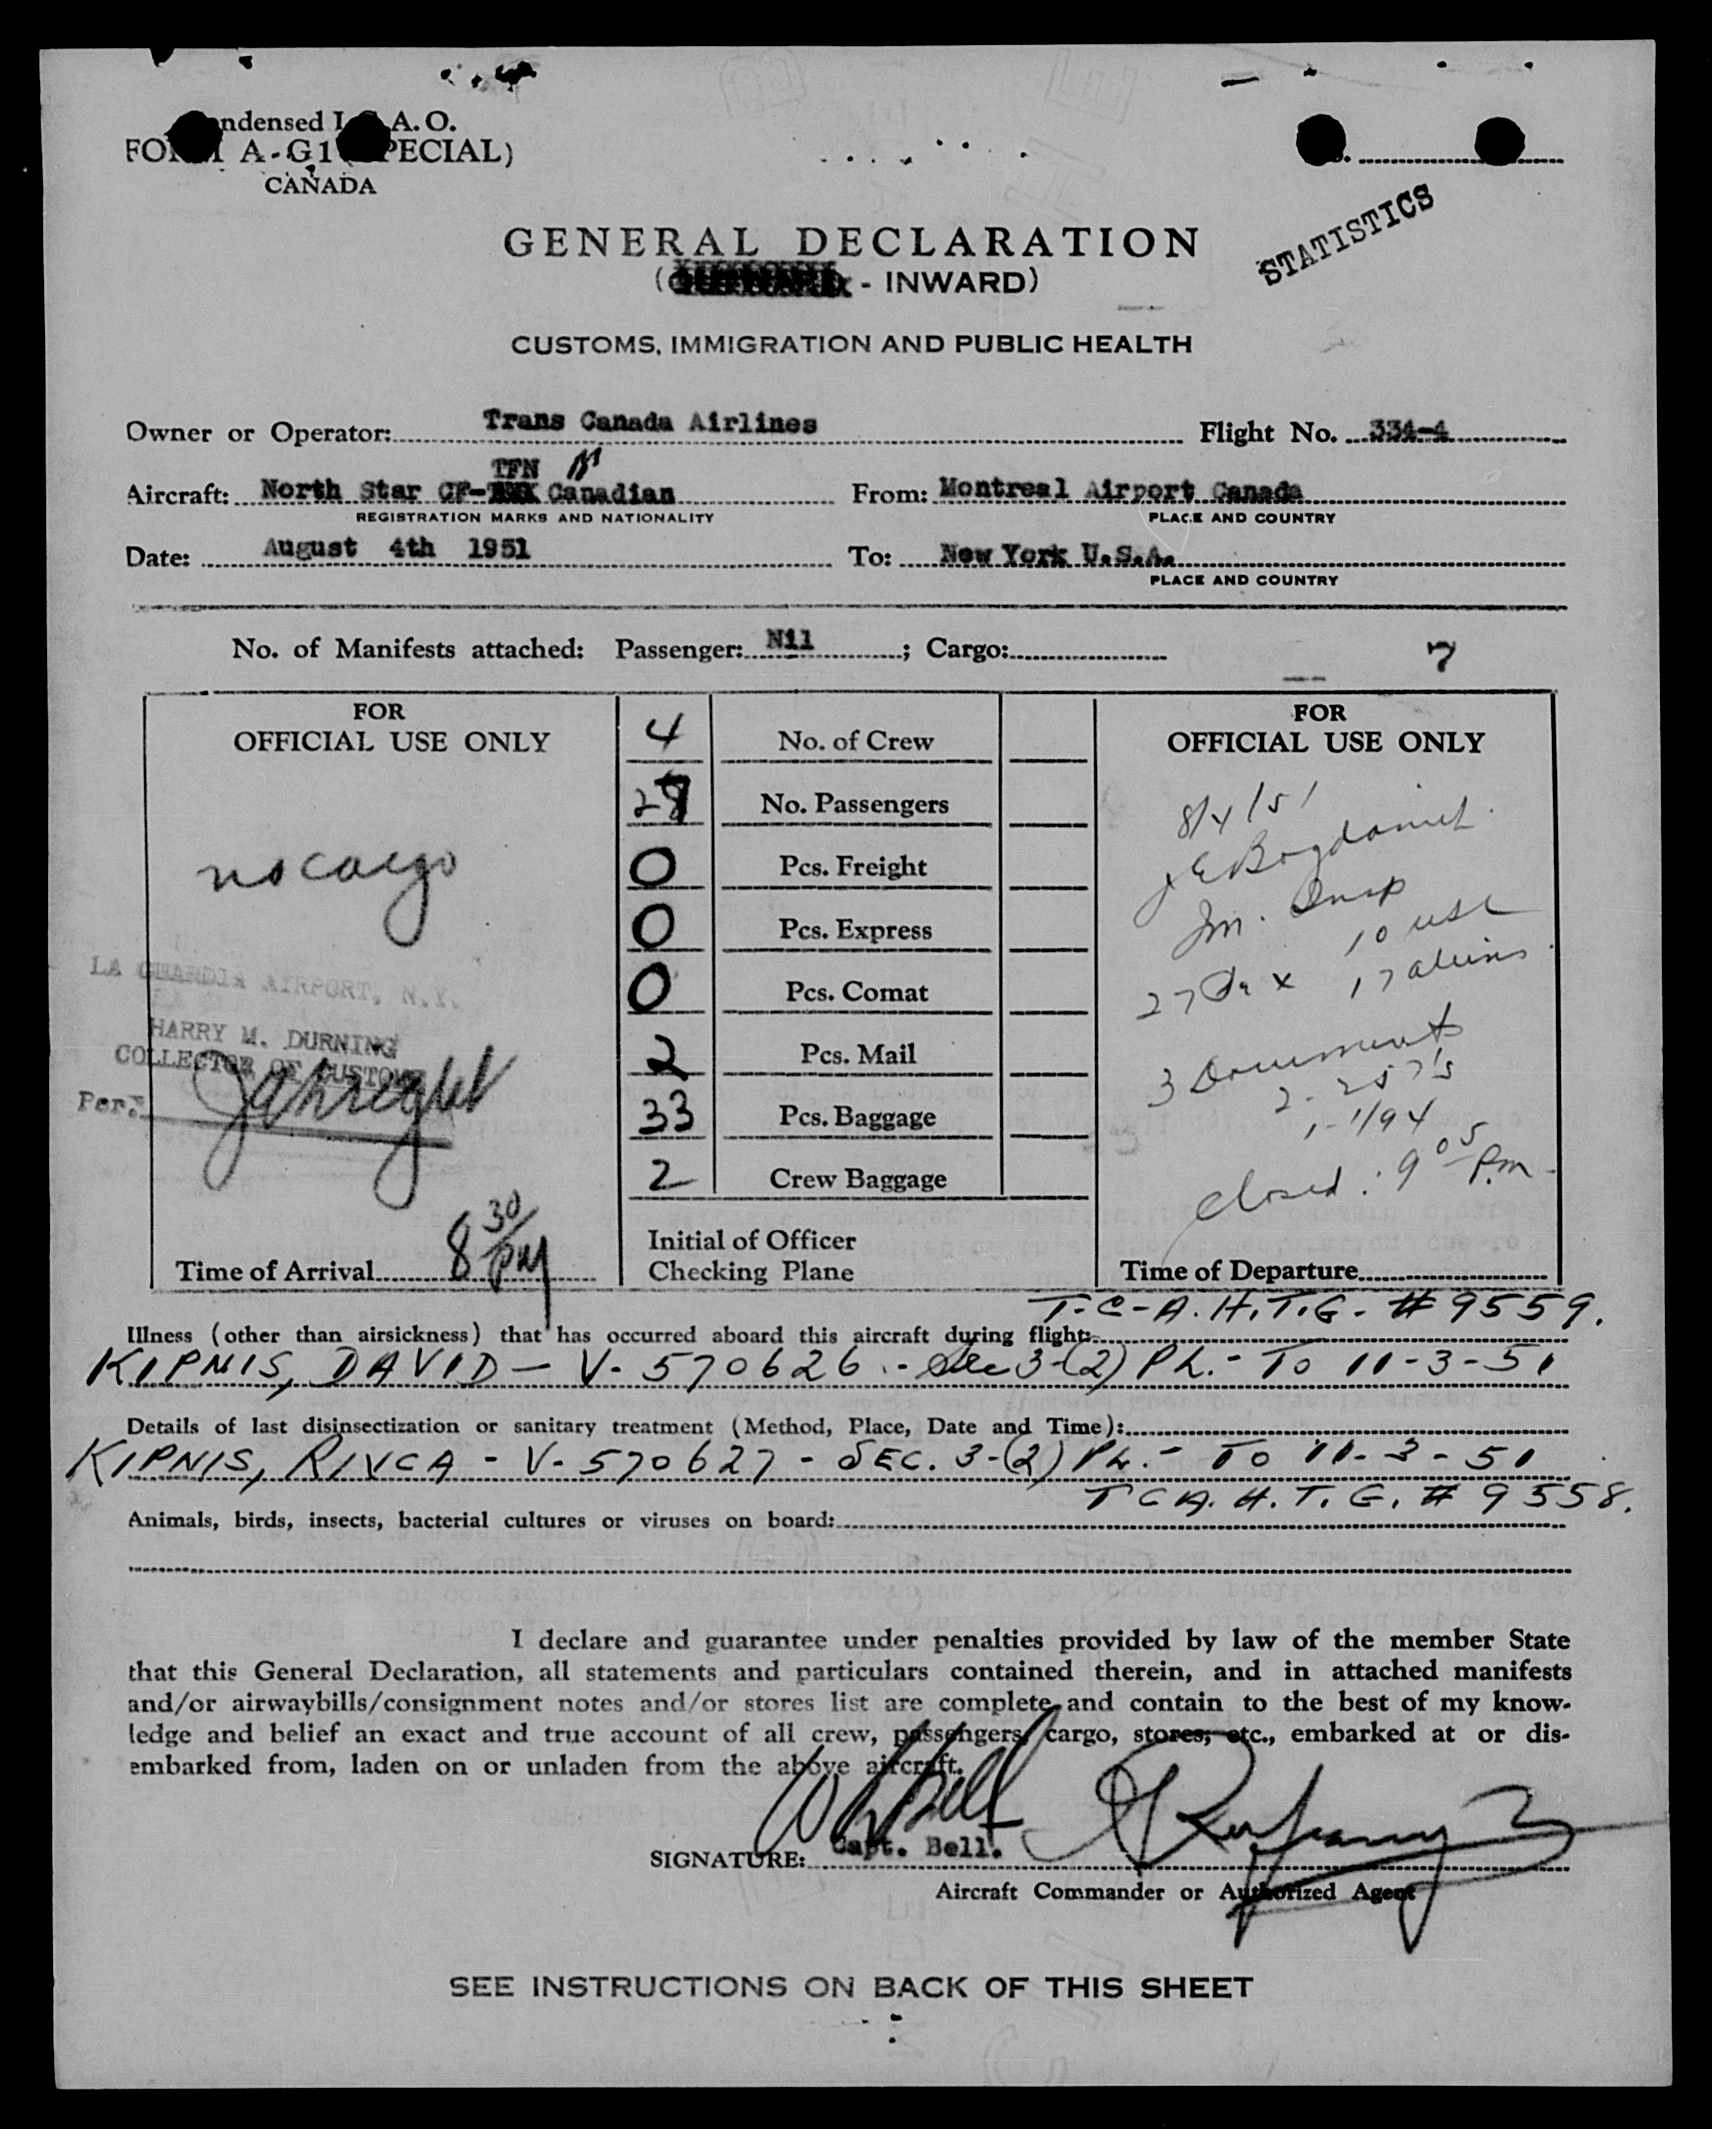 Condensed I.C.A.O.
FORM A-G1 (SPECIAL)
CANADA
STATISTICS
GENERAL DECLARATION
(OUTWARD - INWARD)
CUSTOMS, IMMIGRATION AND PUBLIC HEALTH
Owner or Operator: Trans Canada Airlines Flight No. 334-4
TFN
Aircraft: North Star CF- Canadian From: Montreal Airport Canada
REGISTRATION MARKS AND NATIONALITY PLACE AND COUNTRY
Date: August 4th 1951 To: New York U.S.A.
PLACE AND COUNTRY
No. of Manifests attached: Passenger: Nil ; Cargo: 7
FOR
OFFICIAL USE ONLY
no cargo
LA GUARDIA AIRPORT, N.Y.
HARRY M. DURNING
COLLECTOR OF CUSTOMS
Per:
Time of Arrival 8 30/PM
4 No. of Crew
27 No. Passengers
0 Pcs. Freight
0 Pcs. Express
0 Pcs. Comat
2 Pcs. Mail
33 Pcs. Baggage
2 Crew Baggage
Initial of Officer
Checking Plane
FOR
OFFICIAL USE ONLY
8/4/51
Im. Insp
10 usc
27 Pax 17 aliens
3 Documents
2-257's
1-I/94
closed: 9 05 P.m.
Time of Departure
T.C.A. H.T.G. # 9559.
Illness (other than airsickness) that has occurred aboard this aircraft during flight:
KIPNIS, DAVID - V-570626 - Sec 3-(2) PL. - To 11-3-51
Details of last disinsectization or sanitary treatment (Method, Place, Date and Time):
KIPNIS, RIVCA - V-570627 - SEC. 3-(2) PL. - To 11-3-51
TCA. H.T.G. # 9558.
Animals, birds, insects, bacterial cultures or viruses on board:
I declare and guarantee under penalties provided by law of the member State
that this General Declaration, all statements and particulars contained therein, and in attached manifests
and/or airwaybills/consignment notes and/or stores list are complete and contain to the best of my know-
ledge and belief an exact and true account of all crew, passengers, cargo, stores, etc., embarked at or dis-
embarked from, laden on or unladen from the above aircraft.
SIGNATURE: Capt. Bell.
Aircraft Commander or Authorized Agent
SEE INSTRUCTIONS ON BACK OF THIS SHEET